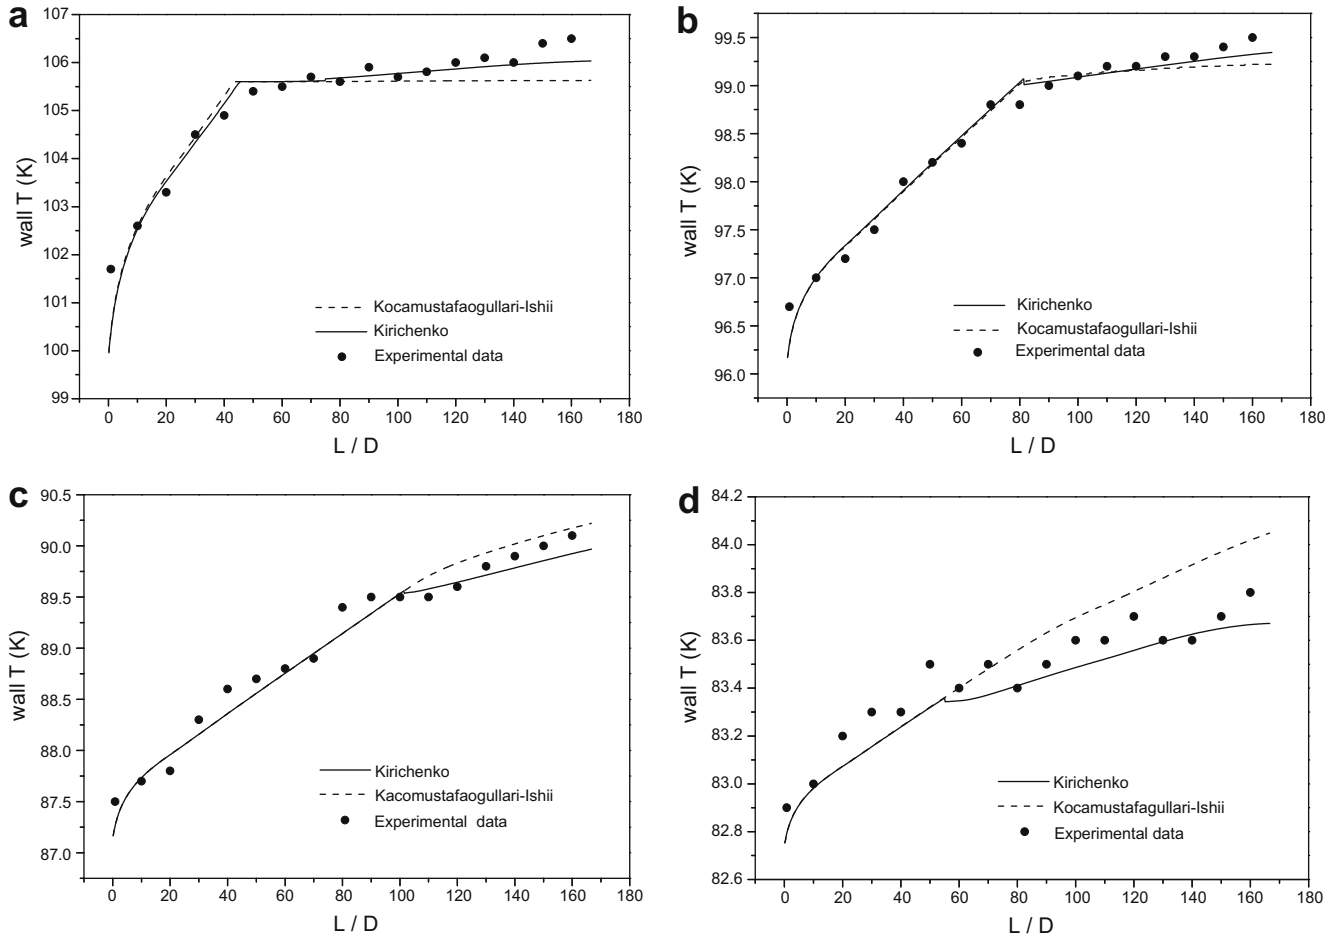 a
107
106
105
104
103
102
101
100
99
wall T (K)
Kocamustafaogullari-Ishii
Kirichenko
Experimental data
0 20 40 60 80 100 120 140 160 180
L / D
b
99.5
99.0
98.5
98.0
97.5
97.0
96.5
96.0
wall T (K)
Kirichenko
Kocamustafaogullari-Ishii
Experimental data
0 20 40 60 80 100 120 140 160 180
L / D
c
90.5
90.0
89.5
89.0
88.5
88.0
87.5
87.0
wall T (K)
Kirichenko
Kacomustafaogullari-Ishii
Experimental data
0 20 40 60 80 100 120 140 160 180
L / D
d
84.2
84.0
83.8
83.6
83.4
83.2
83.0
82.8
82.6
wall T (K)
Kirichenko
Kocamustafagullari-Ishii
Experimental data
0 20 40 60 80 100 120 140 160 180
L / D